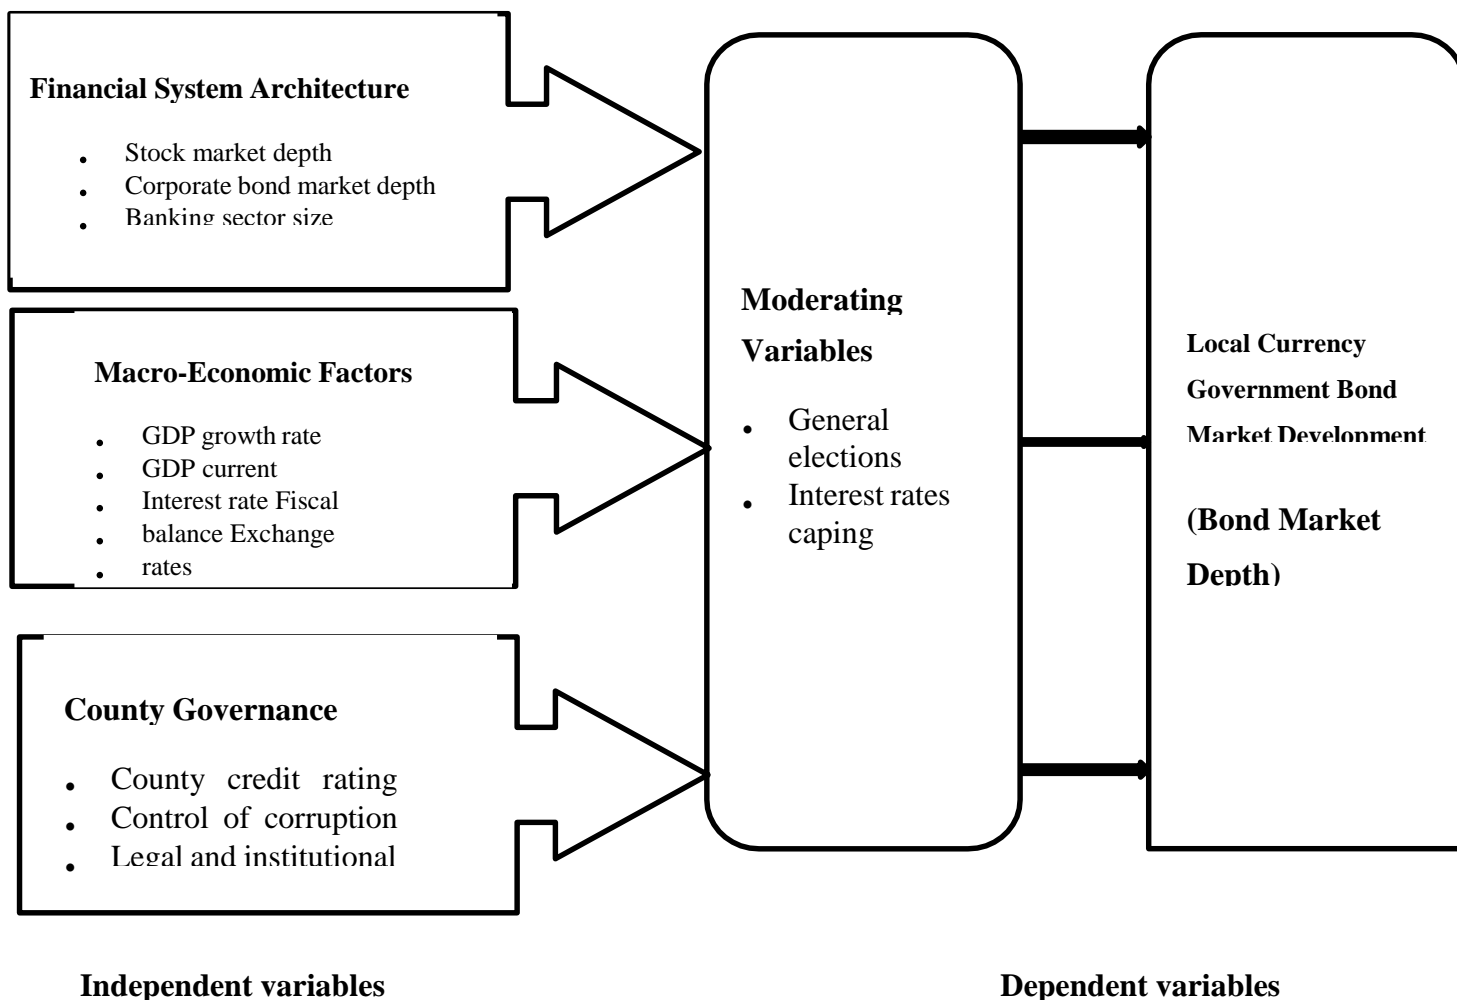 Financial System Architecture
• Stock market depth
• Corporate bond market depth
• Banking sector size
Macro-Economic Factors
• GDP growth rate
• GDP current
• Interest rate Fiscal
• balance Exchange
• rates
County Governance
• County credit rating
• Control of corruption
• Legal and institutional
Moderating
Variables
• General
elections
• Interest rates
caping
Local Currency
Government Bond
Market Development
(Bond Market
Depth)
Independent variables
Dependent variables